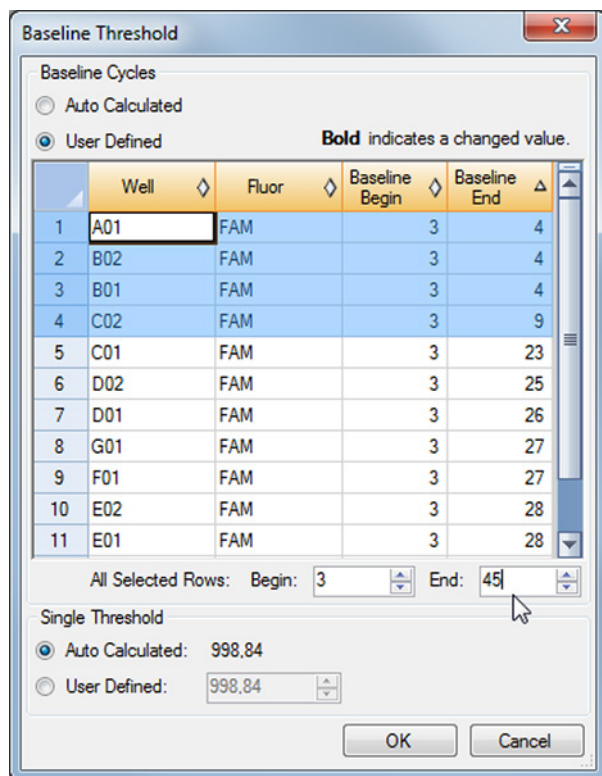 Baseline Threshold
Baseline Cycles
Auto Calculated
User Defined Bold indicates a changed value.
Well Fluor Baseline Begin Baseline End
1 A01 FAM 3 4
2 B02 FAM 3 4
3 B01 FAM 3 4
4 C02 FAM 3 9
5 C01 FAM 3 23
6 D02 FAM 3 25
7 D01 FAM 3 26
8 G01 FAM 3 27
9 F01 FAM 3 27
10 E02 FAM 3 28
11 E01 FAM 3 28
All Selected Rows: Begin: 3 End: 45
Single Threshold
Auto Calculated: 998,84
User Defined: 998,84
OK Cancel